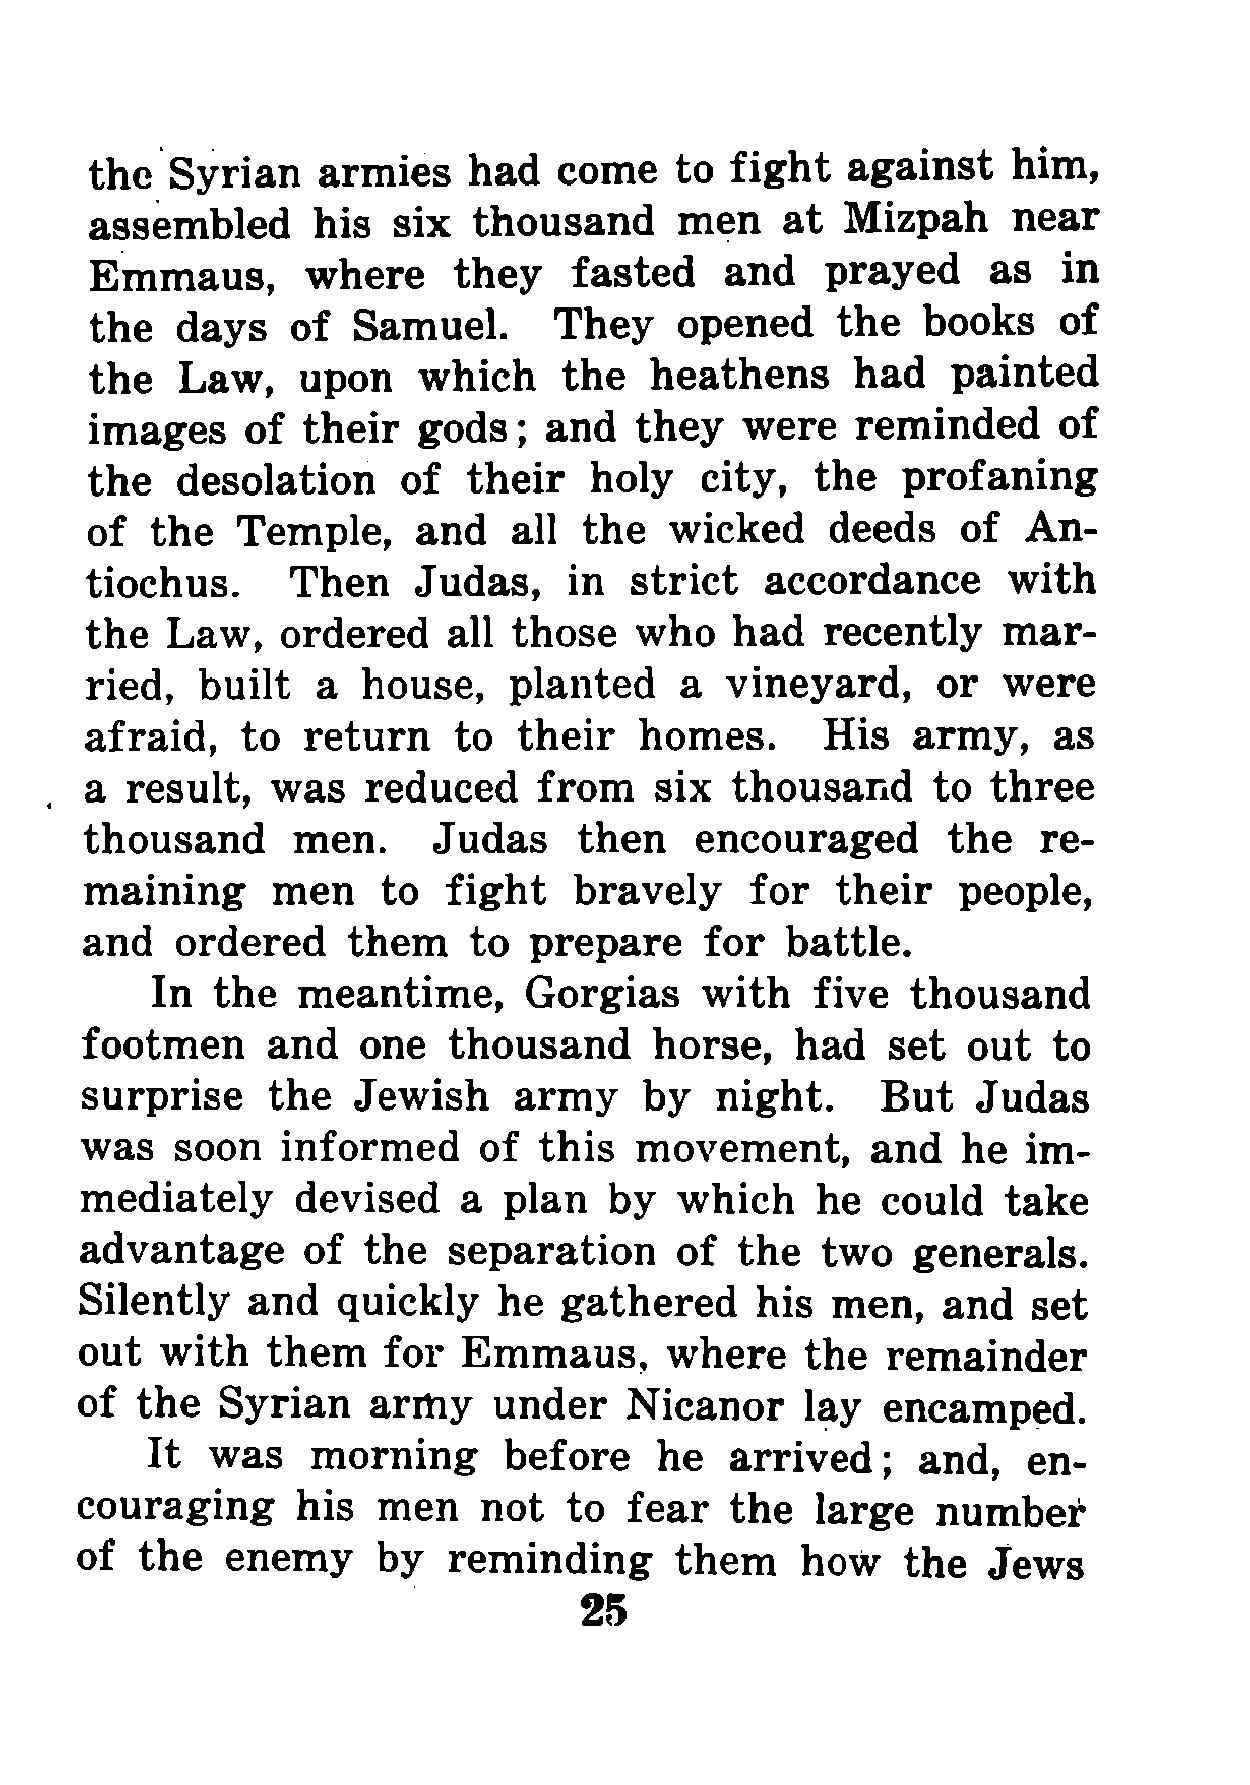 the Syrian armies had come to fight against him,
assembled his six thousand men at Mizpah near
Emmaus, where they fasted and prayed as in
the days of Samuel. They opened the books of
the Law, upon which the heathens had painted
images of their gods; and they were reminded of
the desolation of their holy city, the profaning
of the Temple, and all the wicked deeds of An-
tiochus. Then Judas, in strict accordance with
the Law, ordered all those who had recently mar-
ried, built a house, planted a vineyard, or were
afraid, to return to their homes. His army, as
a result, was reduced from six thousand to three
thousand men. Judas then encouraged the re-
maining men to fight bravely for their people,
and ordered them to prepare for battle.
In the meantime, Gorgias with five thousand
footmen and one thousand horse, had set out to
surprise the Jewish army by night. But Judas
was soon informed of this movement, and he im-
mediately devised a plan by which he could take
advantage of the separation of the two generals.
Silently and quickly he gathered his men, and set
out with them for Emmaus, where the remainder
of the Syrian army under Nicanor lay encamped.
It was morning before he arrived; and, en-
couraging his men not to fear the large number
of the enemy by reminding them how the Jews
25